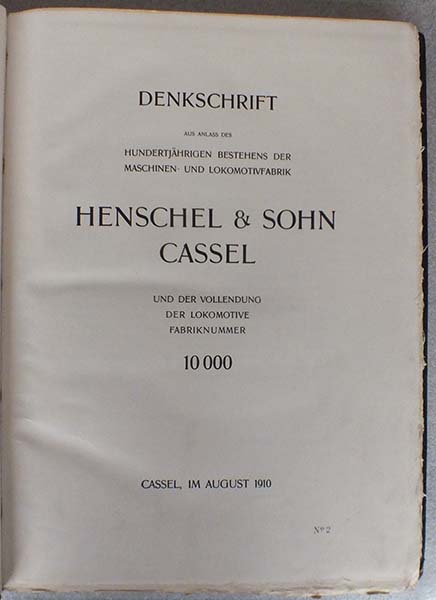 DENKSCHRIFT
AUS ANLASS DES
HUNDERTJÄHRIGEN BESTEHENS DER
MASCHINEN- UND LOKOMOTIVFABRIK
HENSCHEL & SOHN
CASSEL
UND DER VOLLENDUNG
DER LOKOMOTIVE
FABRIKNUMMER
10 000
CASSEL, IM AUGUST 1910
No 2